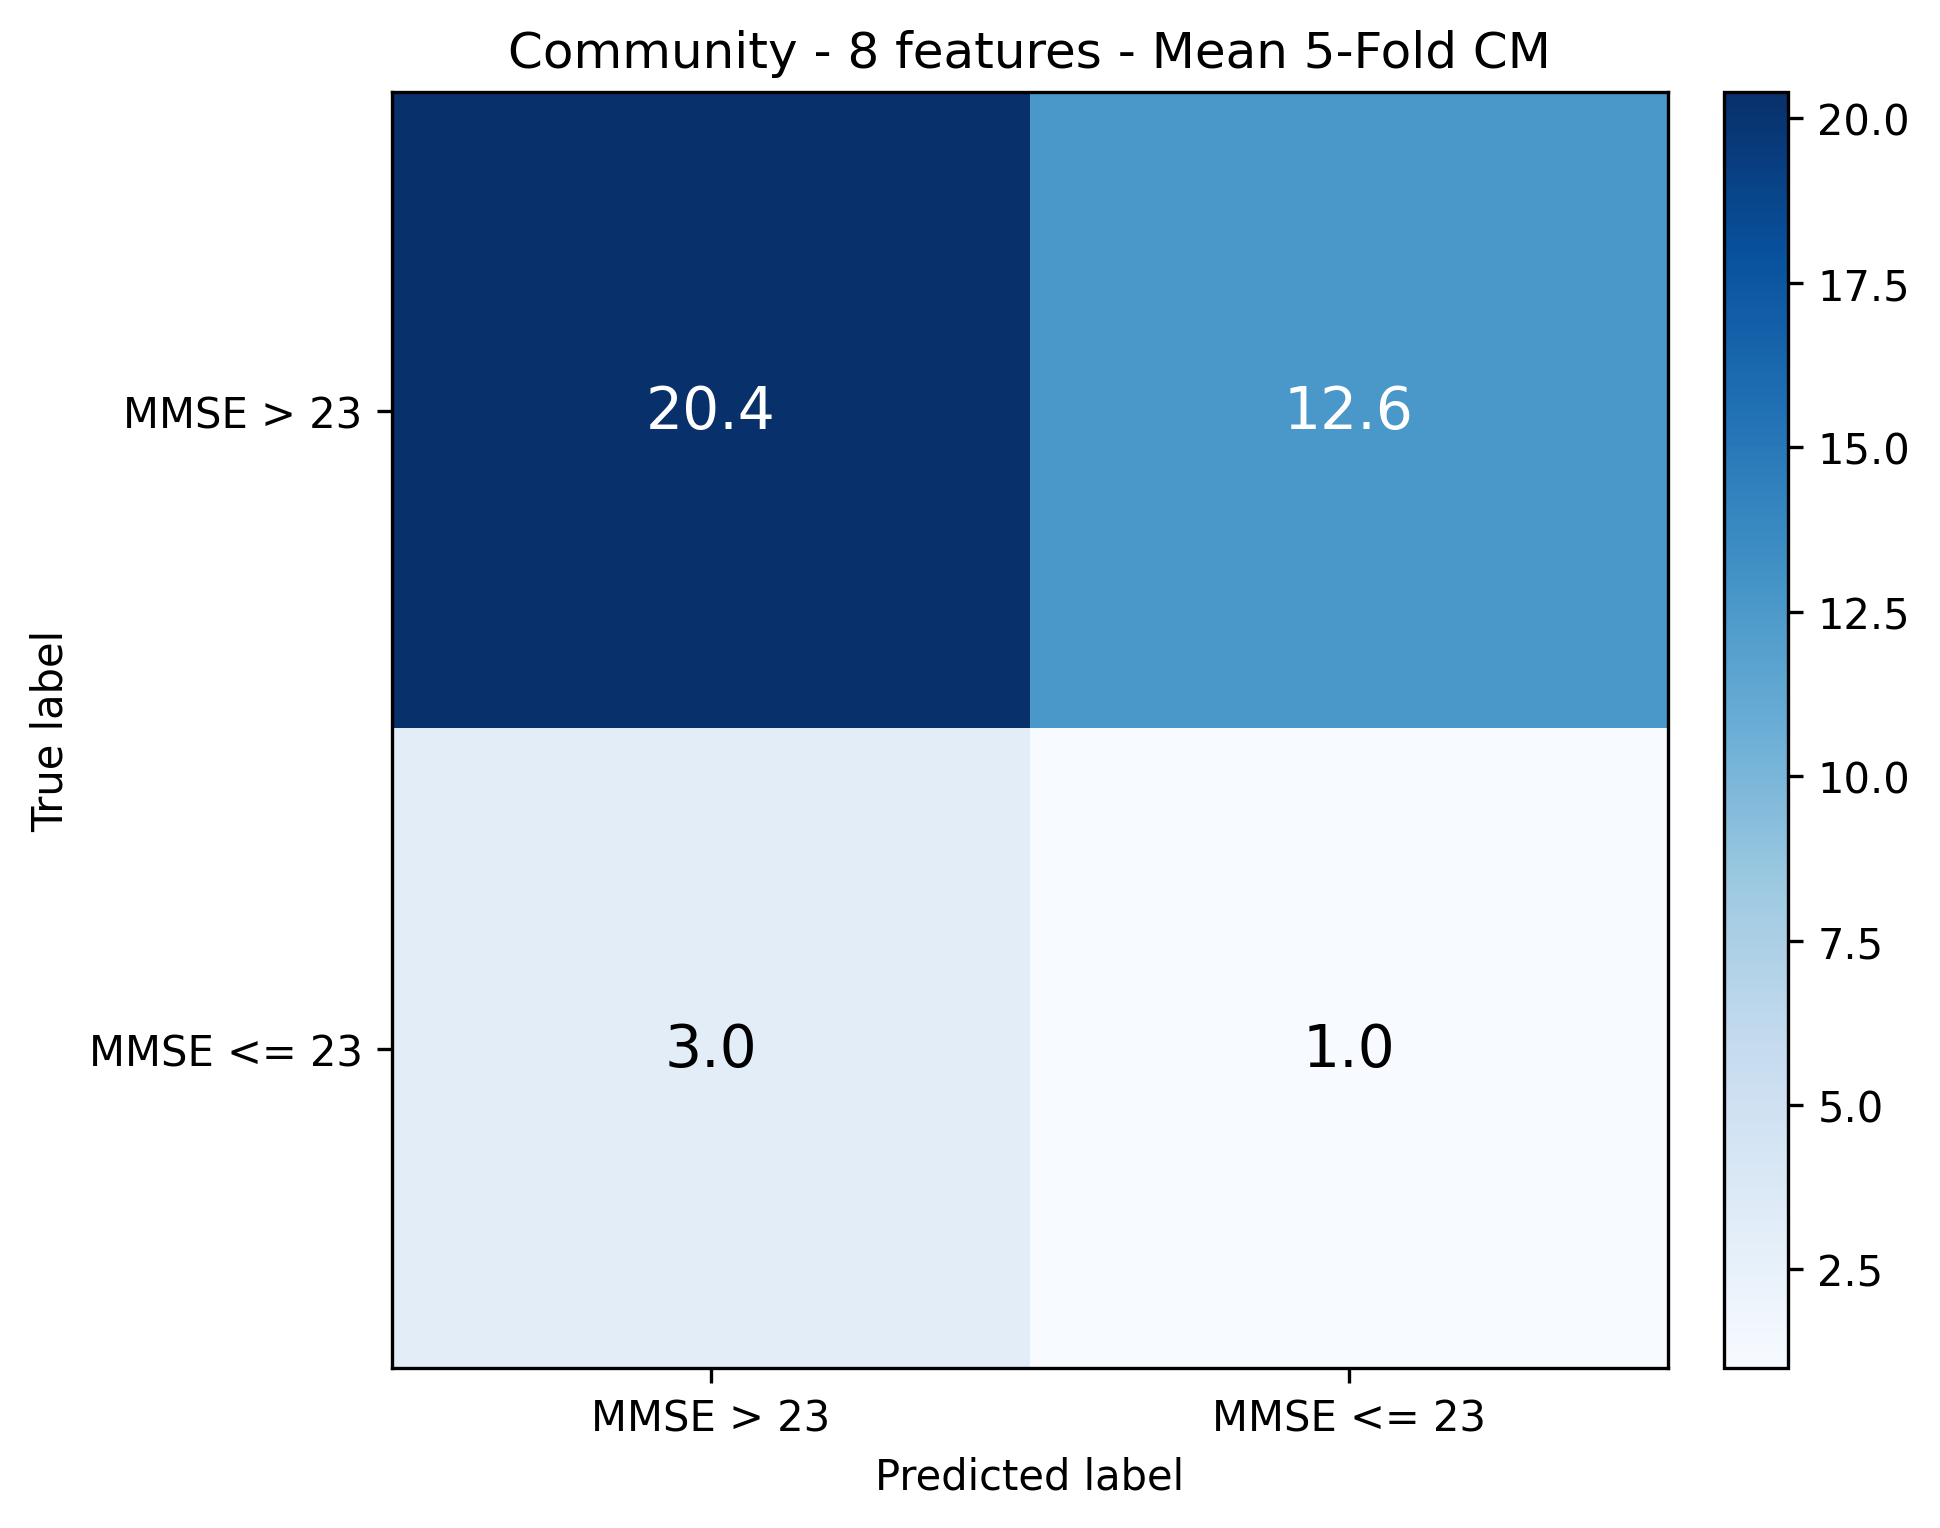 Community - 8 features - Mean 5-Fold CM
True label
MMSE > 23
MMSE <= 23
20.4
12.6
3.0
1.0
MMSE > 23
MMSE <= 23
Predicted label
20.0
17.5
15.0
12.5
10.0
7.5
5.0
2.5